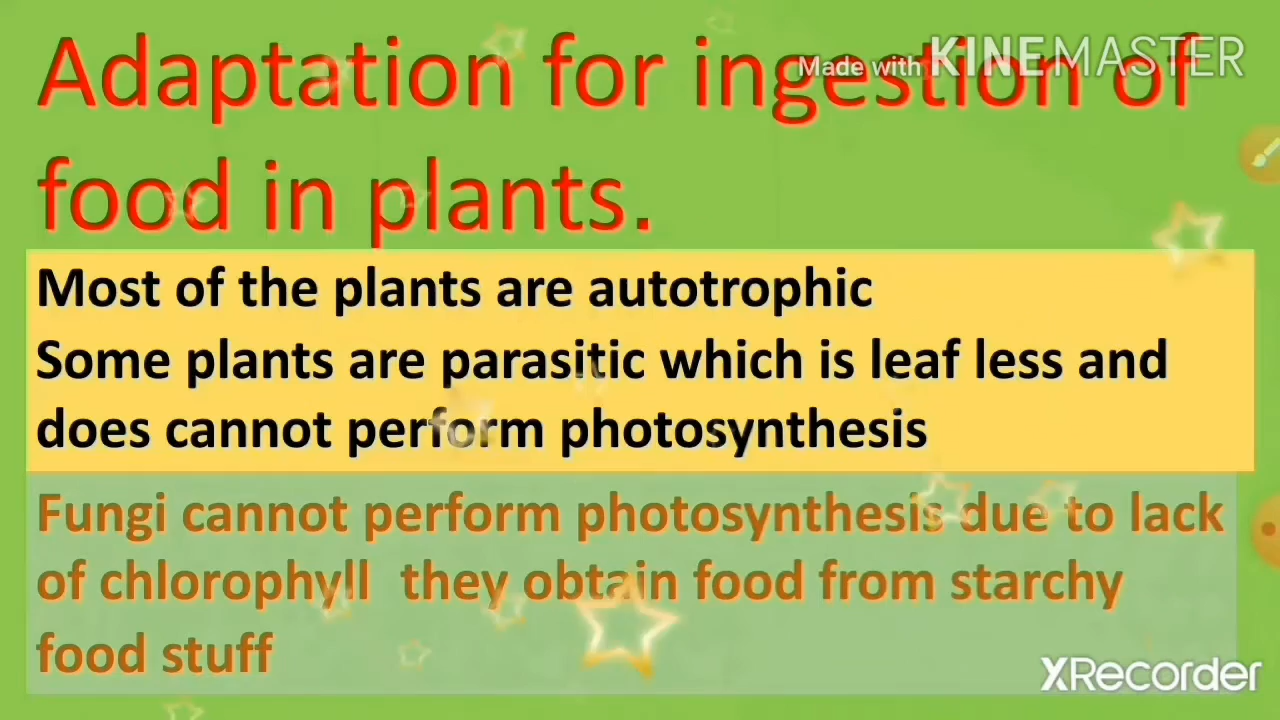 Adaptation for ingestion of
Made with KINEMASTER
food in plants.
Most of the plants are autotrophic
Some plants are parasitic which is leaf less and
does cannot perform photosynthesis
Fungi cannot perform photosynthesis due to lack
of chlorophyll they obtain food from starchy
food stuff
XRecorder